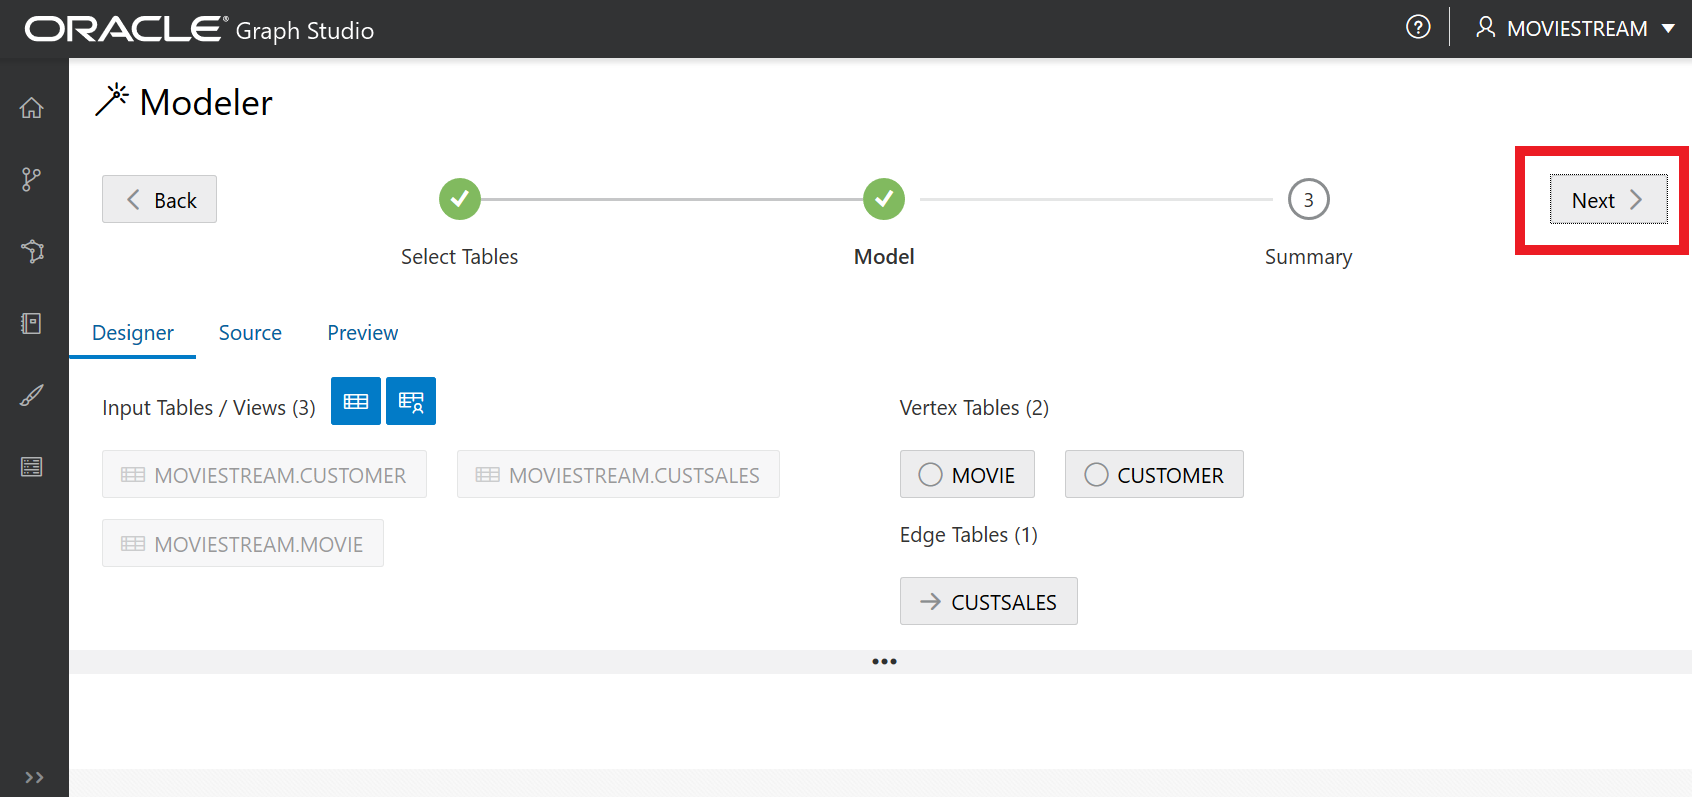 ORACLE® Graph Studio
MOVIESTREAM
Modeler
Back
Next
3
Select Tables
Model
Summary
Designer
Source
Preview
Input Tables / Views (3)
MOVIESTREAM.CUSTOMER
MOVIESTREAM.CUSTSALES
MOVIESTREAM.MOVIE
Vertex Tables (2)
MOVIE
CUSTOMER
Edge Tables (1)
CUSTSALES